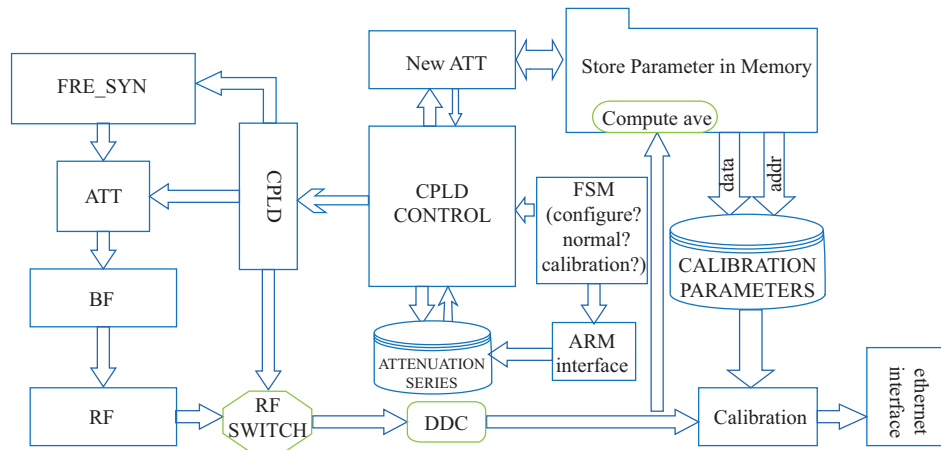 New ATT
Store Parameter in Memory
FRE_SYN
Compute ave
data
addr
ATT
CPLD
CPLD
CONTROL
FSM
(configure?
normal?
calibration?)
CALIBRATION
PARAMETERS
BF
ATTENUATION
SERIES
ARM
interface
RF
RF
SWITCH
DDC
Calibration
ethernet
interface